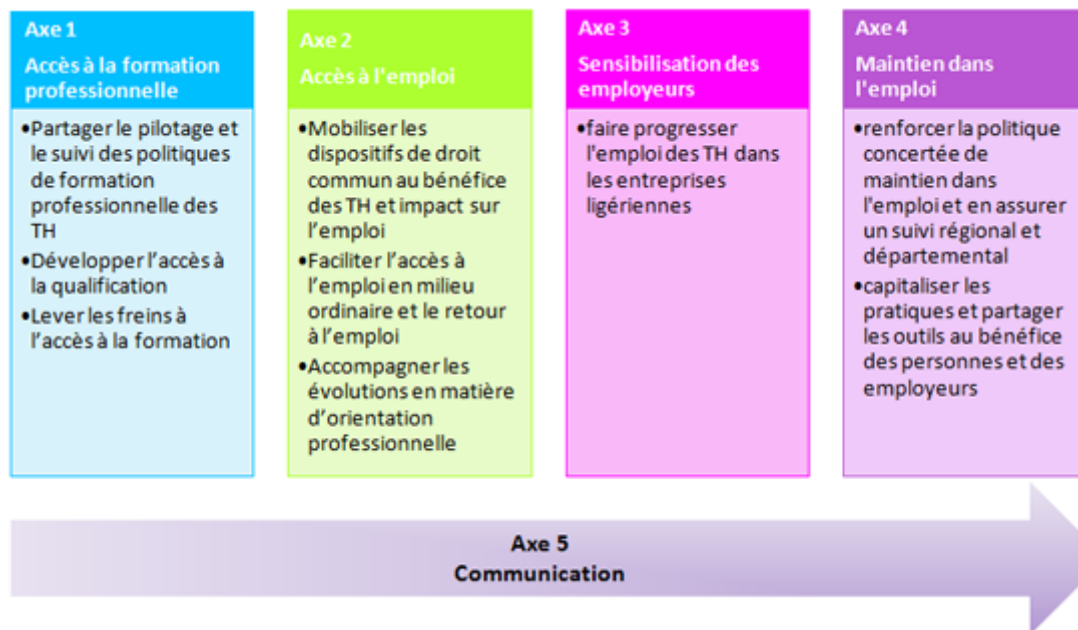 Axe 1
Accès à la formation
professionnelle
•Partager le pilotage et
le suivi des politiques
de formation
professionnelle des
TH
•Développer l’accès à
la qualification
•Lever les freins à
l’accès à la formation
Axe 2
Accès à l'emploi
•Mobiliser les
dispositifs de droit
commun au bénéfice
des TH et impact sur
l’emploi
•Faciliter l’accès à
l’emploi en milieu
ordinaire et le retour
à l’emploi
•Accompagner les
évolutions en matière
d’orientation
professionnelle
Axe 3
Sensibilisation des
employeurs
•faire progresser
l'emploi des TH dans
les entreprises
ligériennes
Axe 4
Maintien dans
l'emploi
•renforcer la politique
concertée de
maintien dans
l'emploi et en assurer
un suivi régional et
départemental
•capitaliser les
pratiques et partager
les outils au bénéfice
des personnes et des
employeurs
Axe 5
Communication